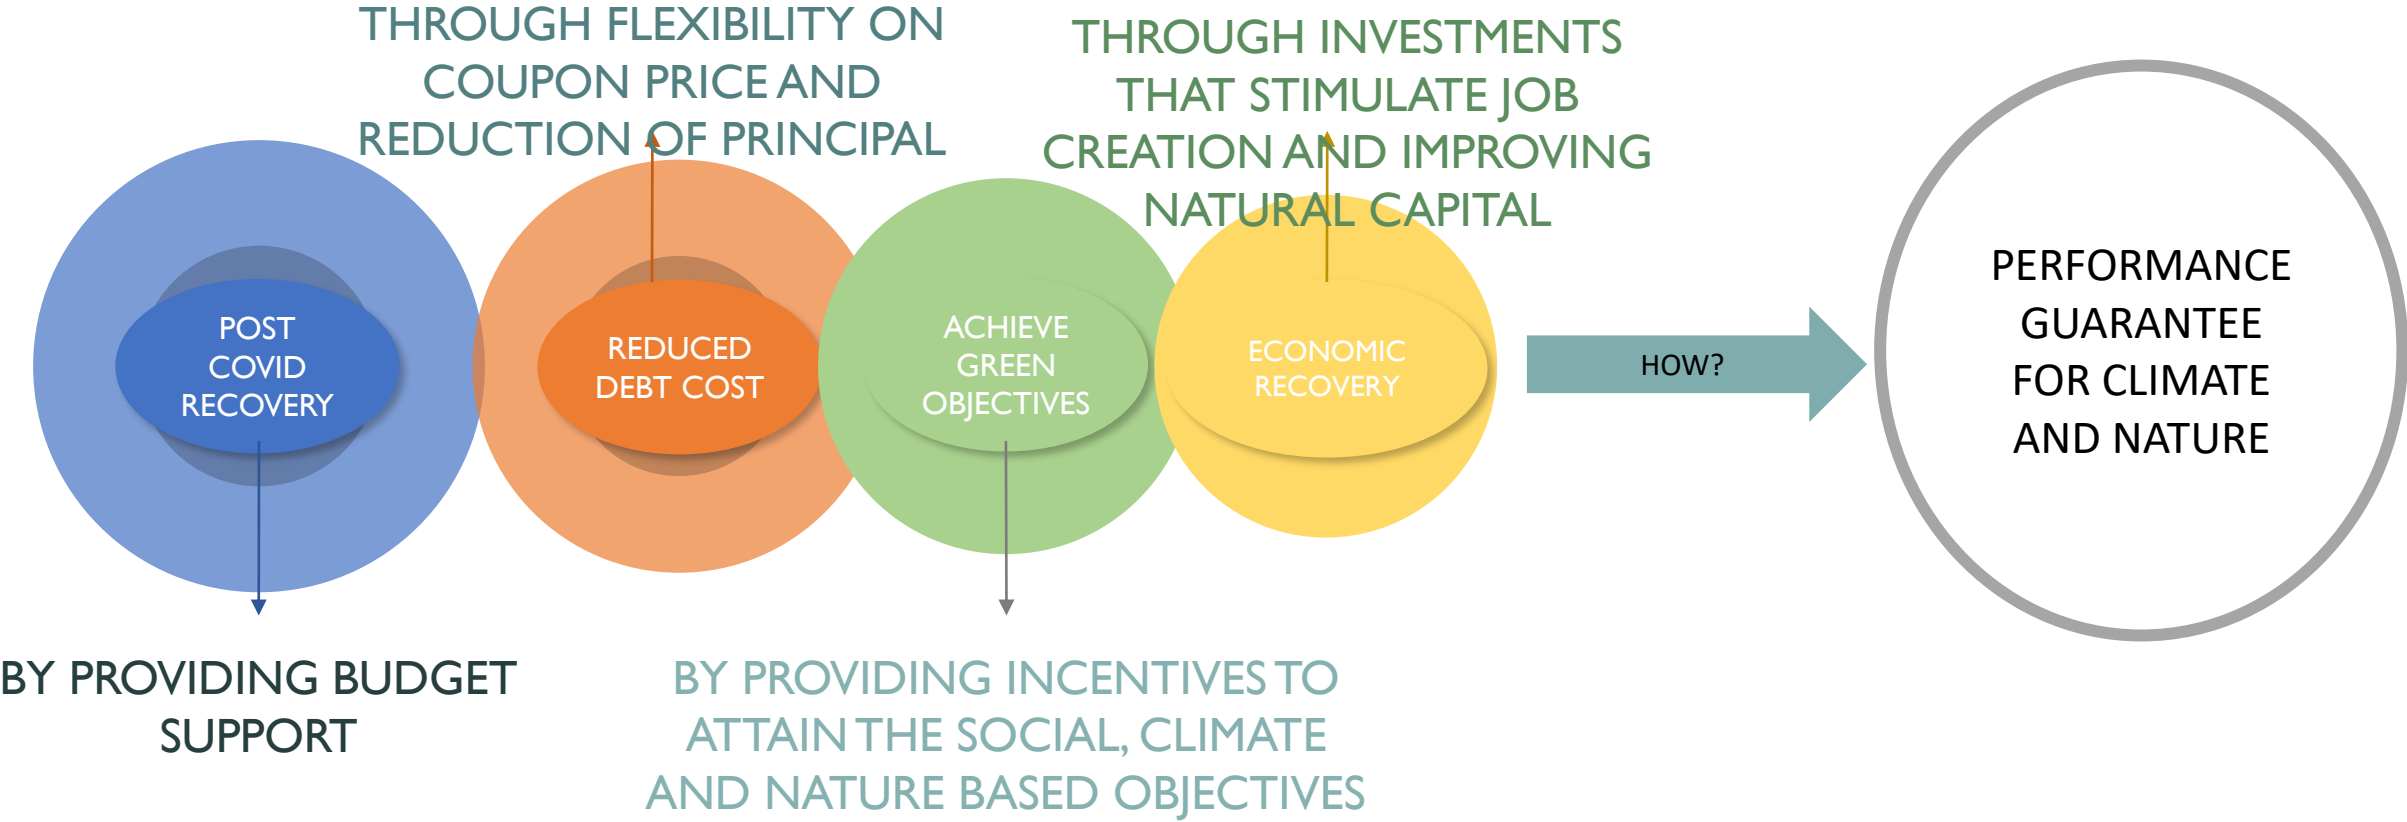 THROUGH FLEXIBILITY ON
COUPON PRICE AND
REDUCTION OF PRINCIPAL
THROUGH INVESTMENTS
THAT STIMULATE JOB
CREATION AND IMPROVING
NATURAL CAPITAL
POST
COVID
RECOVERY
REDUCED
DEBT COST
ACHIEVE
GREEN
OBJECTIVES
ECONOMIC
RECOVERY
HOW?
PERFORMANCE
GUARANTEE
FOR CLIMATE
AND NATURE
BY PROVIDING BUDGET
SUPPORT
BY PROVIDING INCENTIVES TO
ATTAIN THE SOCIAL, CLIMATE
AND NATURE BASED OBJECTIVES